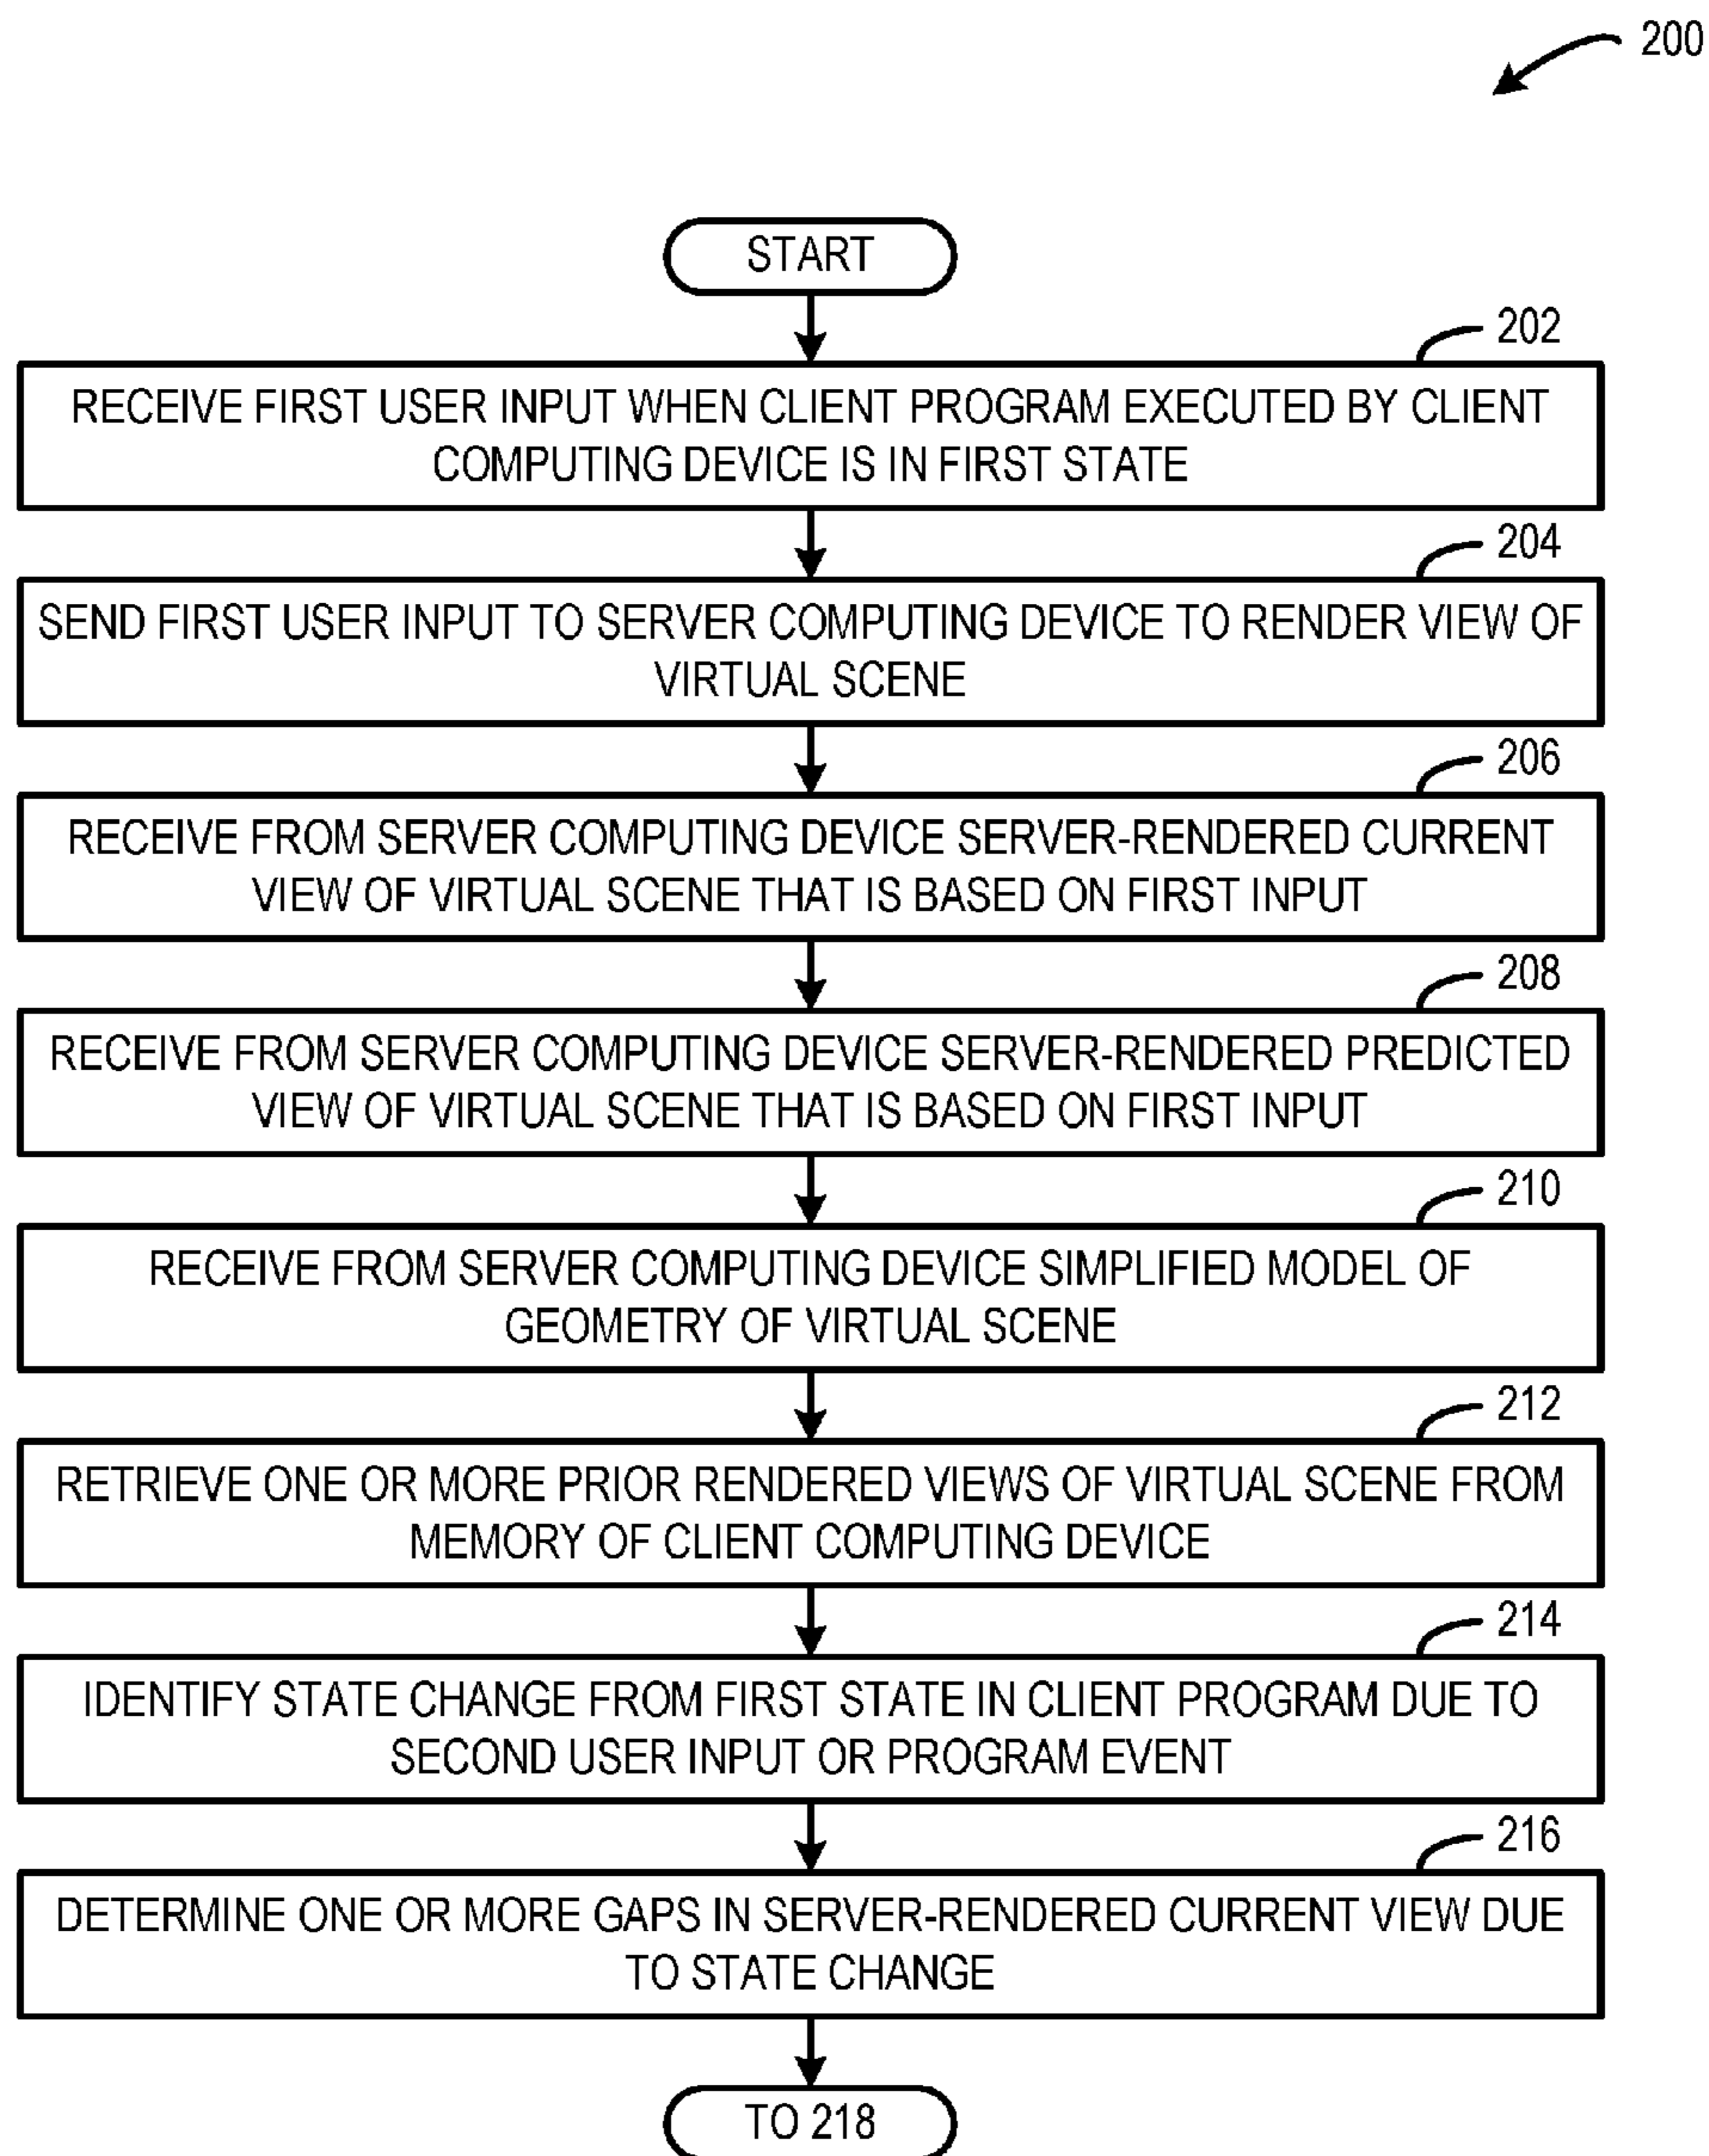 200
START
202
RECEIVE FIRST USER INPUT WHEN CLIENT PROGRAM EXECUTED BY CLIENT
COMPUTING DEVICE IS IN FIRST STATE
204
SEND FIRST USER INPUT TO SERVER COMPUTING DEVICE TO RENDER VIEW OF
VIRTUAL SCENE
206
RECEIVE FROM SERVER COMPUTING DEVICE SERVER-RENDERED CURRENT
VIEW OF VIRTUAL SCENE THAT IS BASED ON FIRST INPUT
208
RECEIVE FROM SERVER COMPUTING DEVICE SERVER-RENDERED PREDICTED
VIEW OF VIRTUAL SCENE THAT IS BASED ON FIRST INPUT
210
RECEIVE FROM SERVER COMPUTING DEVICE SIMPLIFIED MODEL OF
GEOMETRY OF VIRTUAL SCENE
212
RETRIEVE ONE OR MORE PRIOR RENDERED VIEWS OF VIRTUAL SCENE FROM
MEMORY OF CLIENT COMPUTING DEVICE
214
IDENTIFY STATE CHANGE FROM FIRST STATE IN CLIENT PROGRAM DUE TO
SECOND USER INPUT OR PROGRAM EVENT
216
DETERMINE ONE OR MORE GAPS IN SERVER-RENDERED CURRENT VIEW DUE
TO STATE CHANGE
TO 218